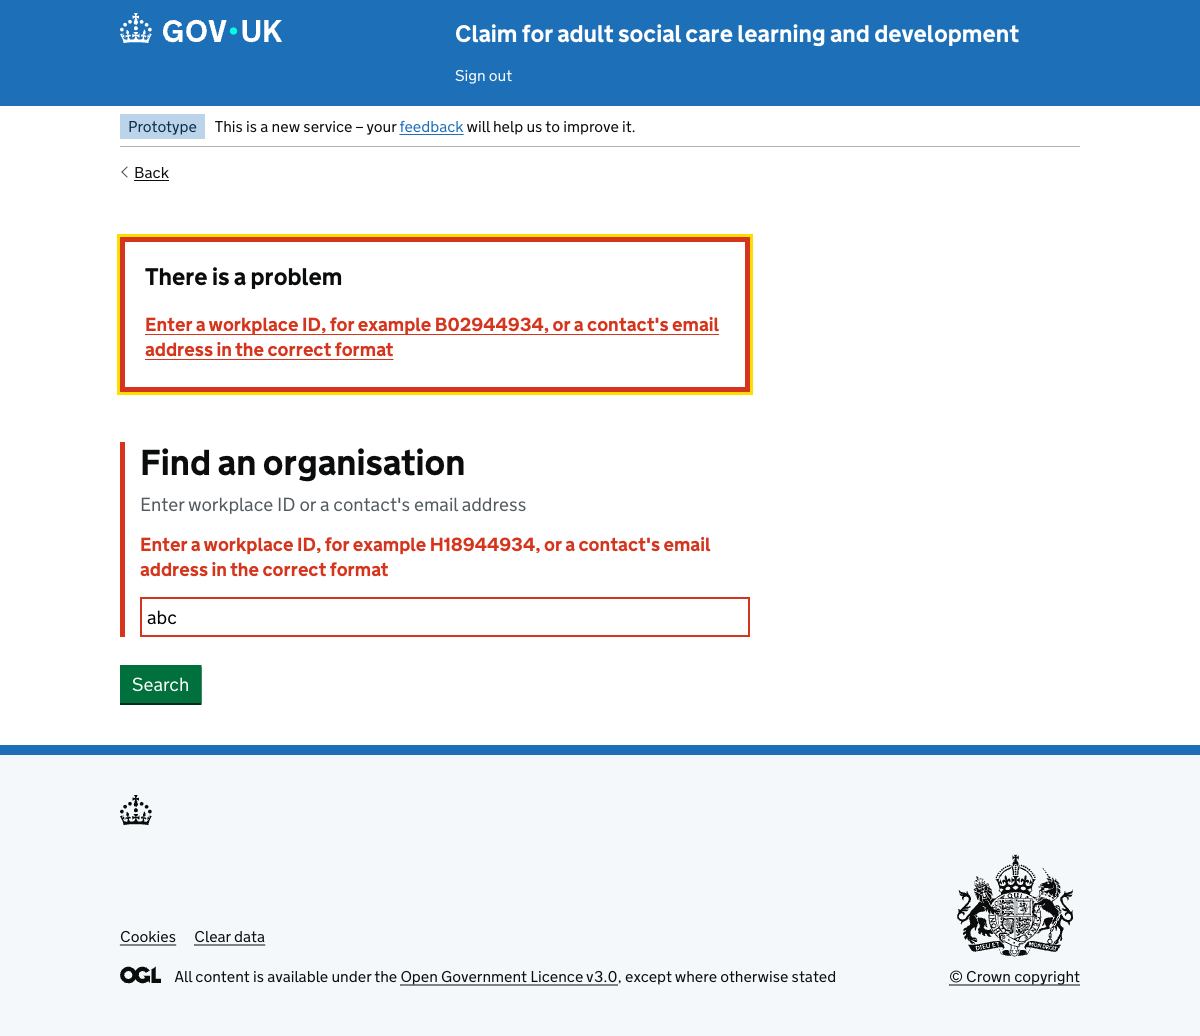 GOV•UK
Claim for adult social care learning and development
Sign out
Prototype This is a new service – your feedback will help us to improve it.
Back
There is a problem
Enter a workplace ID, for example B02944934, or a contact's email
address in the correct format
Find an organisation
Enter workplace ID or a contact's email address
Enter a workplace ID, for example H18944934, or a contact's email
address in the correct format
abc
Search
Cookies Clear data
OGL All content is available under the Open Government Licence v3.0, except where otherwise stated
© Crown copyright